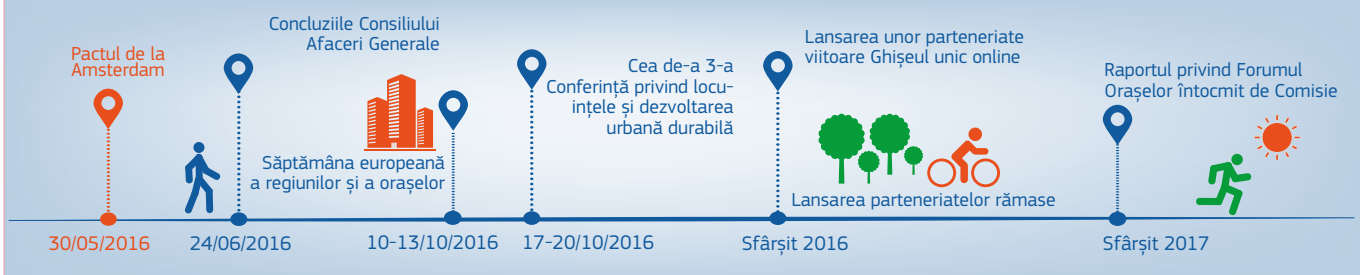 Pactul de la
Amsterdam
30/05/2016
Concluziile Consiliului
Afaceri Generale
24/06/2016
Săptămâna europeană
a regiunilor și a orașelor
10-13/10/2016
Cea de-a 3-a
Conferință privind locu-
ințele și dezvoltarea
urbană durabilă
17-20/10/2016
Lansarea unor parteneriate
viitoare Ghișeul unic online
Lansarea parteneriatelor rămase
Sfârșit 2016
Raportul privind Forumul
Orașelor întocmit de Comisie
Sfârșit 2017